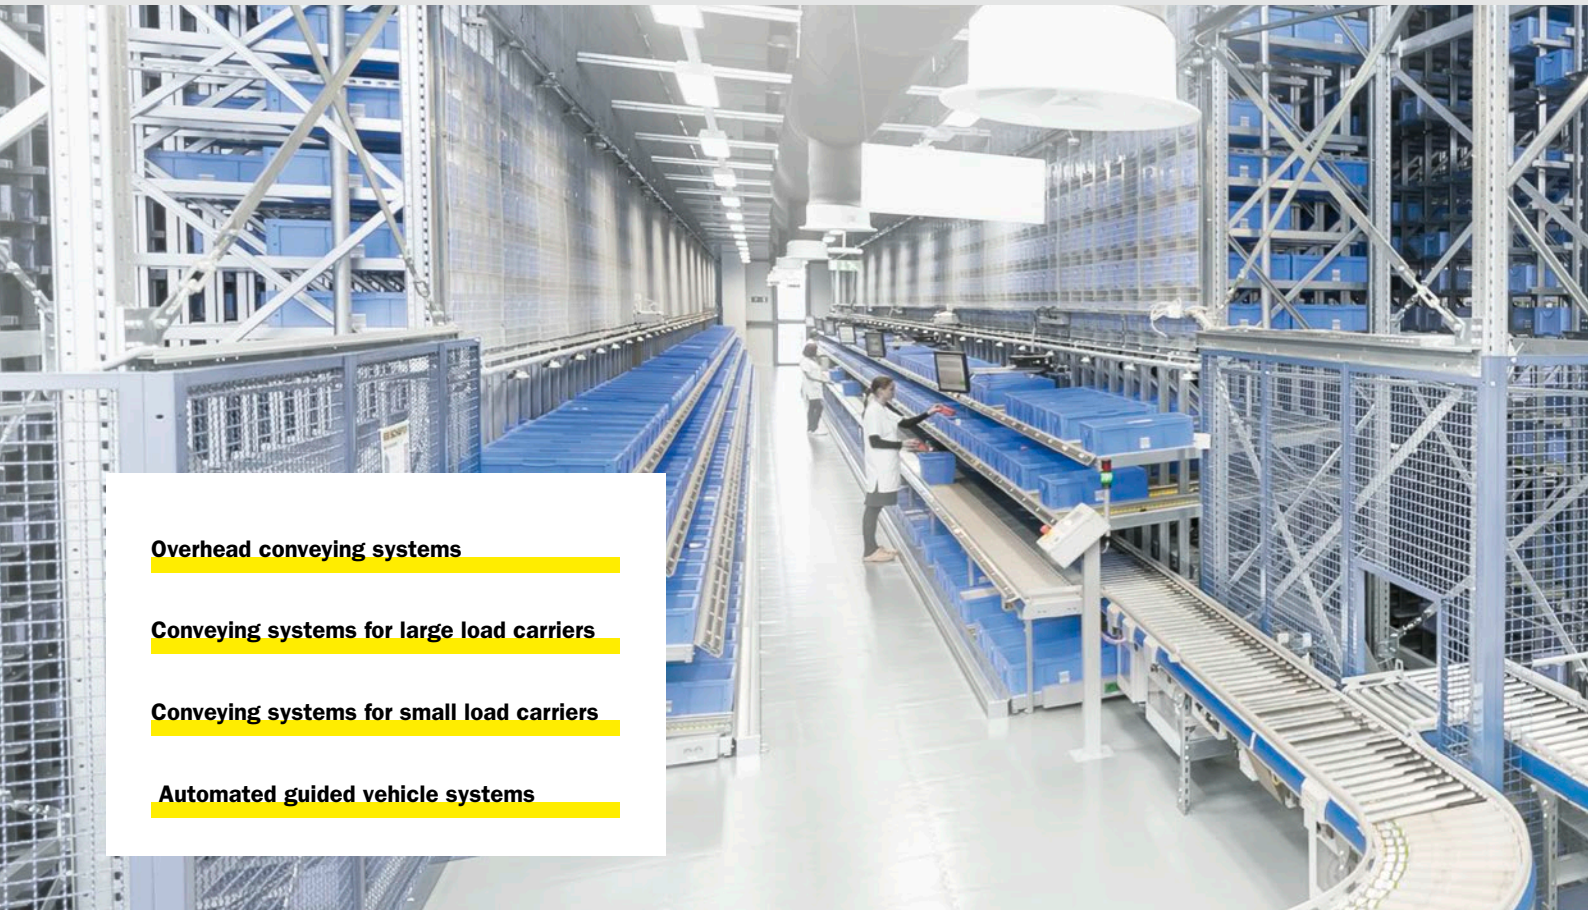 Overhead conveying systems
Conveying systems for large load carriers
Conveying systems for small load carriers
Automated guided vehicle systems